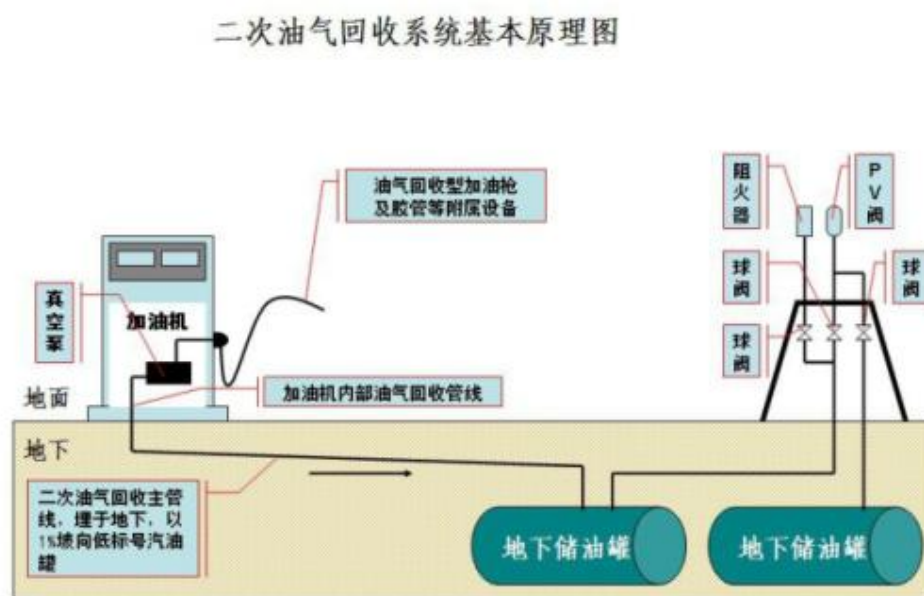 二次油气回收系统基本原理图
油气回收型加油枪
及胶管等附属设备
阻
火
器
P
V
阀
真
空
泵
加油机
球
阀
球
阀
球
阀
加油机内部油气回收管线
地面
地下
二次油气回收主管
线，埋于地下，以
1%坡向低标号汽油
罐
地下储油罐
地下储油罐